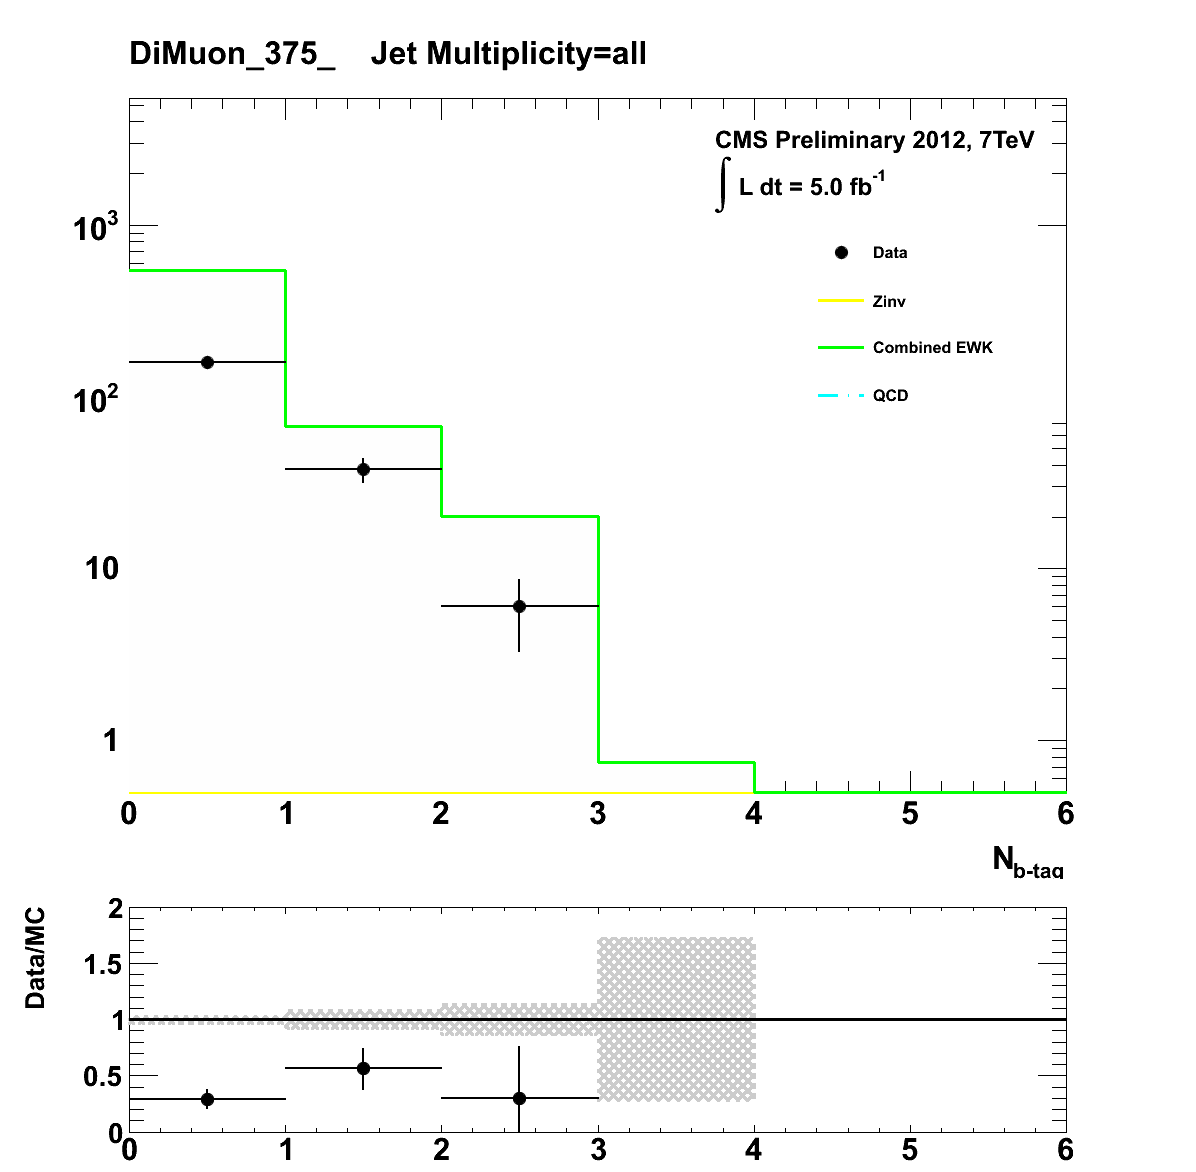 DiMuon_375_ Jet Multiplicity=all
CMS Preliminary 2012, 7TeV
∫ L dt = 5.0 fb-1
10^3
Data
Zinv
10^2
Combined EWK
QCD
10
1
0 1 2 3 4 5 6
Nb-tag
Data/MC
2
1.5
1
0.5
0
0 1 2 3 4 5 6